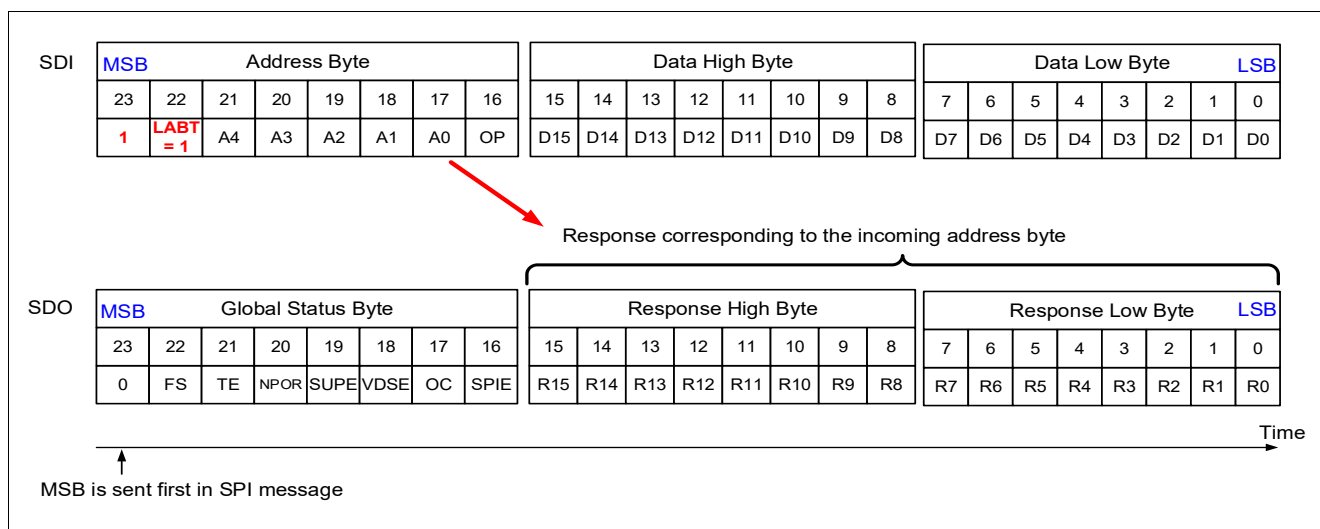 SDI
MSB Address Byte Data High Byte Data Low Byte LSB
23 22 21 20 19 18 17 16 15 14 13 12 11 10 9 8 7 6 5 4 3 2 1 0
1 LABT = 1 A4 A3 A2 A1 A0 OP D15 D14 D13 D12 D11 D10 D9 D8 D7 D6 D5 D4 D3 D2 D1 D0
Response corresponding to the incoming address byte
SDO
MSB Global Status Byte Response High Byte Response Low Byte LSB
23 22 21 20 19 18 17 16 15 14 13 12 11 10 9 8 7 6 5 4 3 2 1 0
0 FS TE NPOR SUPE VDSE OC SPIE R15 R14 R13 R12 R11 R10 R9 R8 R7 R6 R5 R4 R3 R2 R1 R0
Time
MSB is sent first in SPI message